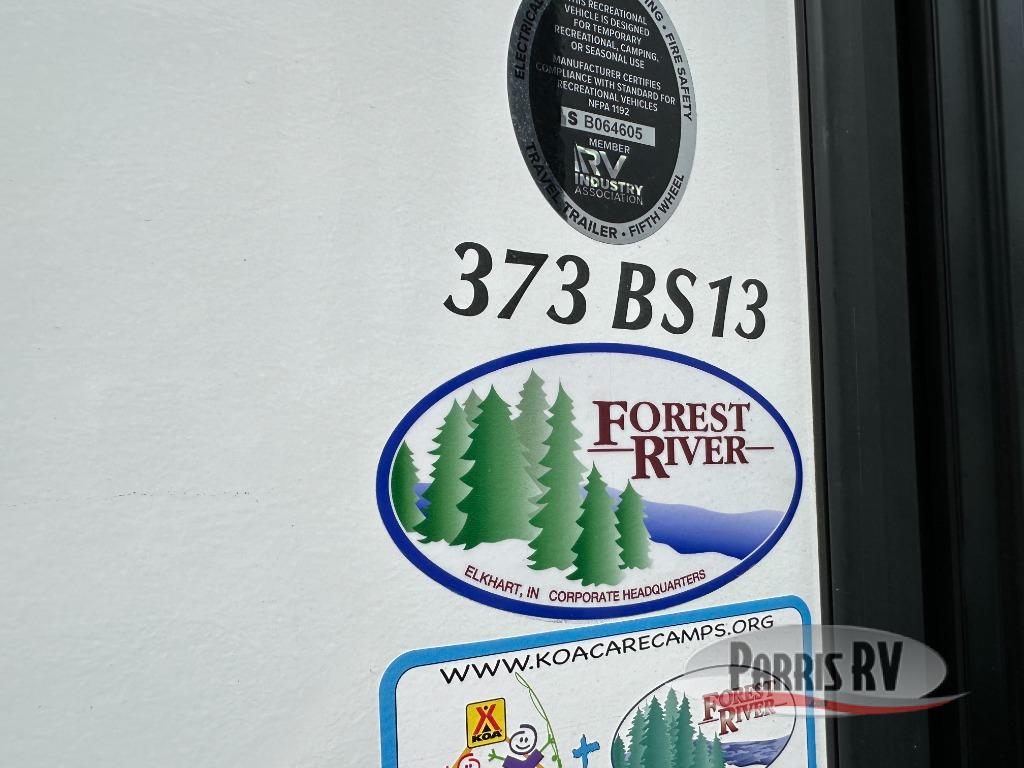 ELECTRICAL
THIS RECREATIONAL
VEHICLE IS DESIGNED
FOR TEMPORARY
RECREATIONAL, CAMPING,
OR SEASONAL USE
MANUFACTURER CERTIFIES
COMPLIANCE WITH STANDARD FOR
RECREATIONAL VEHICLES
NFPA 1192
S B064605
MEMBER
RV
INDUSTRY
ASSOCIATION
• FIRE SAFETY
TRAVEL TRAILER • FIFTH WHEEL
373 BS13
FOREST
RIVER
ELKHART, IN CORPORATE HEADQUARTERS
WWW.KOACARECAMPS.ORG
KOA
+
FOREST
RIVER
PARRIS RV